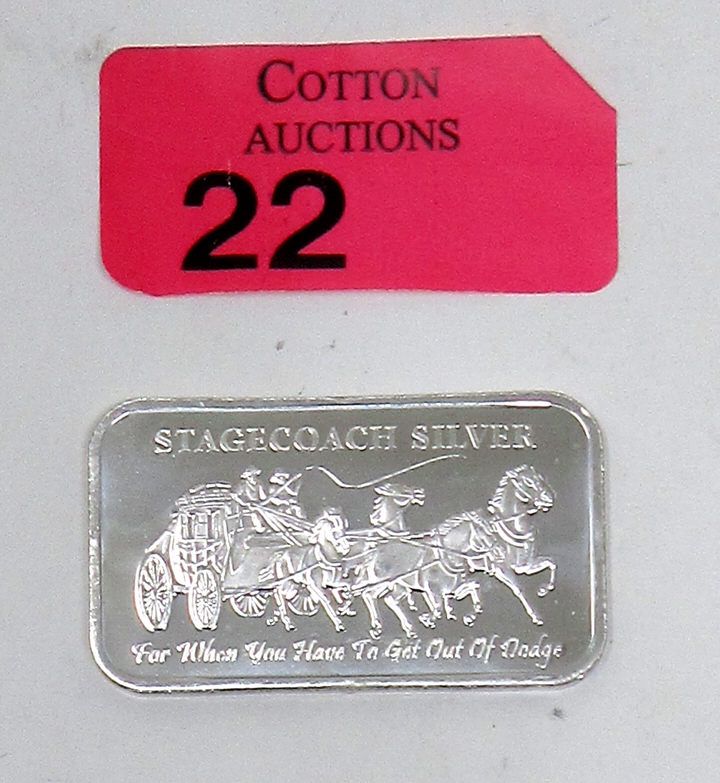 COTTON
AUCTIONS
22
STAGECOACH SILVER
For When You Have To Get Out Of Dodge